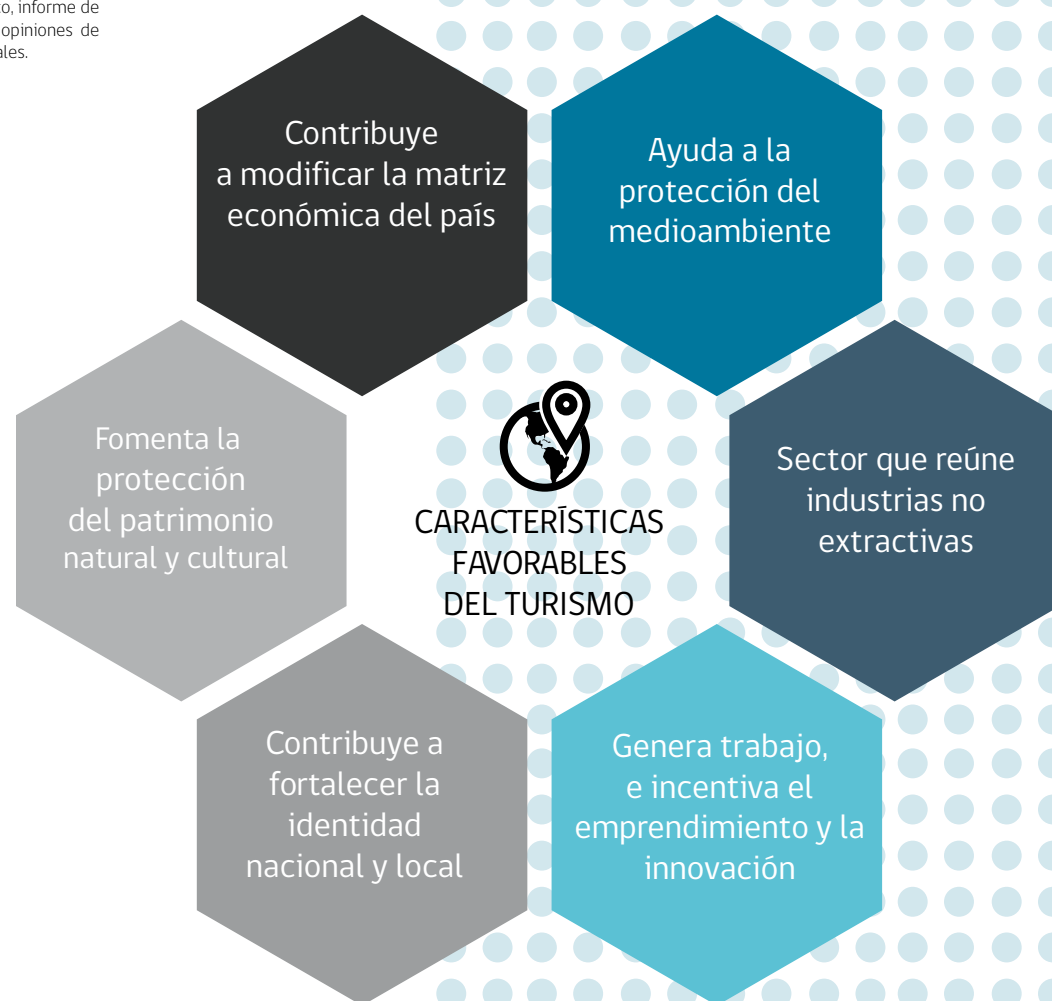 informe de
opiniones de
Contribuye
a modificar la matriz
económica del país
Ayuda a la
protección del
medioambiente
Fomenta la
protección
del patrimonio
natural y cultural
CARACTERÍSTICAS
FAVORABLES
DEL TURISMO
Sector que reúne
industrias no
extractivas
Contribuye a
fortalecer la
identidad
nacional y local
Genera trabajo,
e incentiva el
emprendimiento y la
innovación